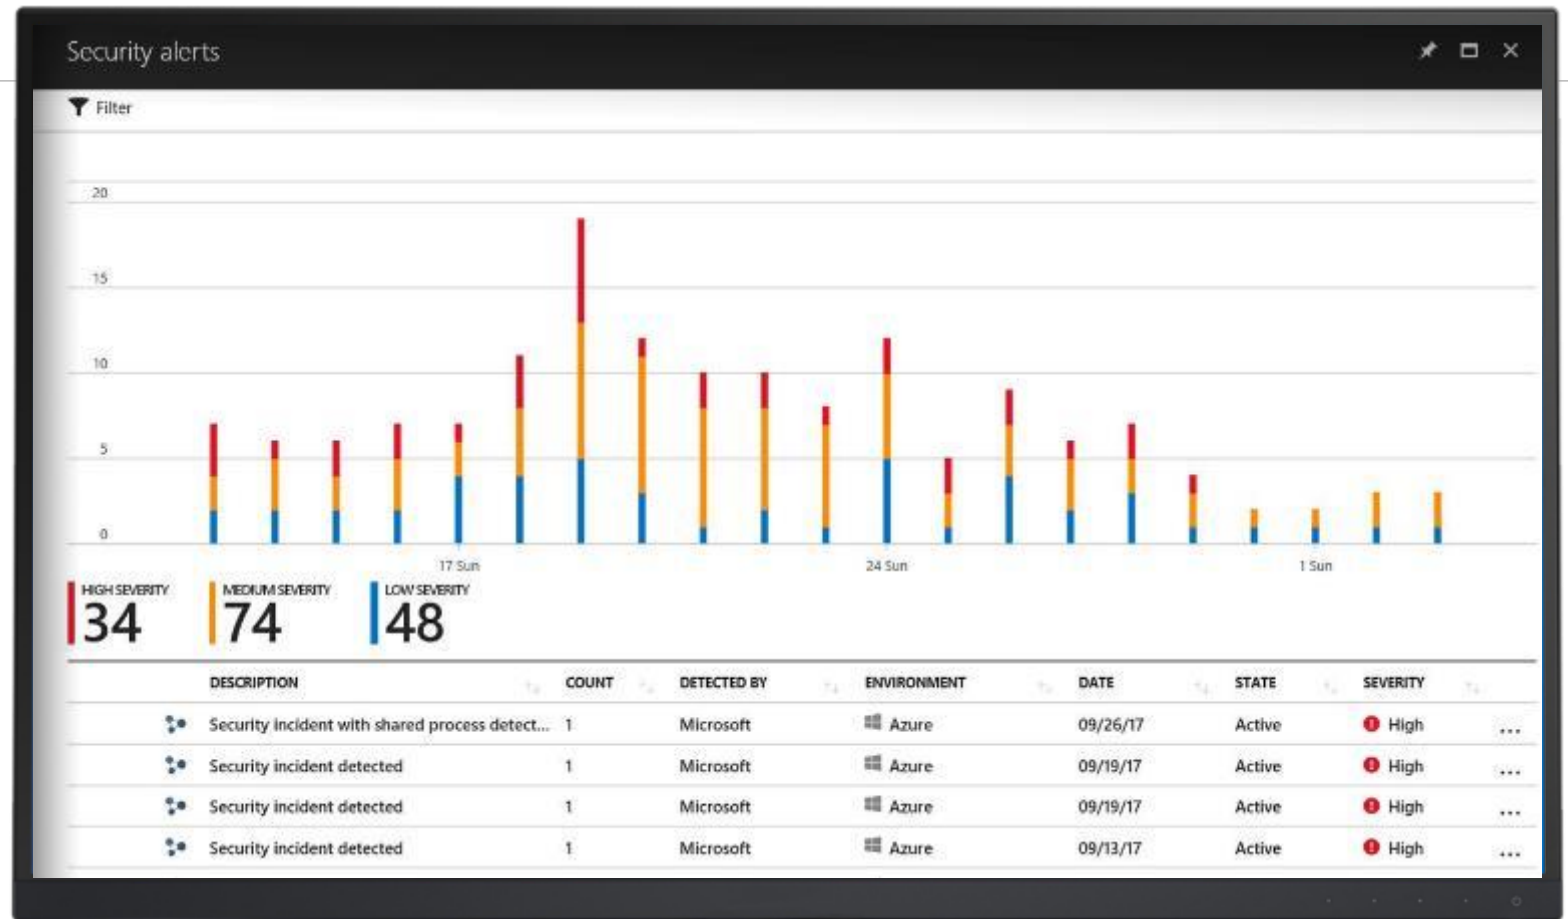 Security alerts
Filter
20
15
10
5
0
17 Sun 24 Sun 1 Sun
HIGH SEVERITY MEDIUM SEVERITY LOW SEVERITY
34 74 48
DESCRIPTION COUNT DETECTED BY ENVIRONMENT DATE STATE SEVERITY
Security incident with shared process detect... 1 Microsoft Azure 09/26/17 Active High ...
Security incident detected 1 Microsoft Azure 09/19/17 Active High ...
Security incident detected 1 Microsoft Azure 09/19/17 Active High ...
Security incident detected 1 Microsoft Azure 09/13/17 Active High ...